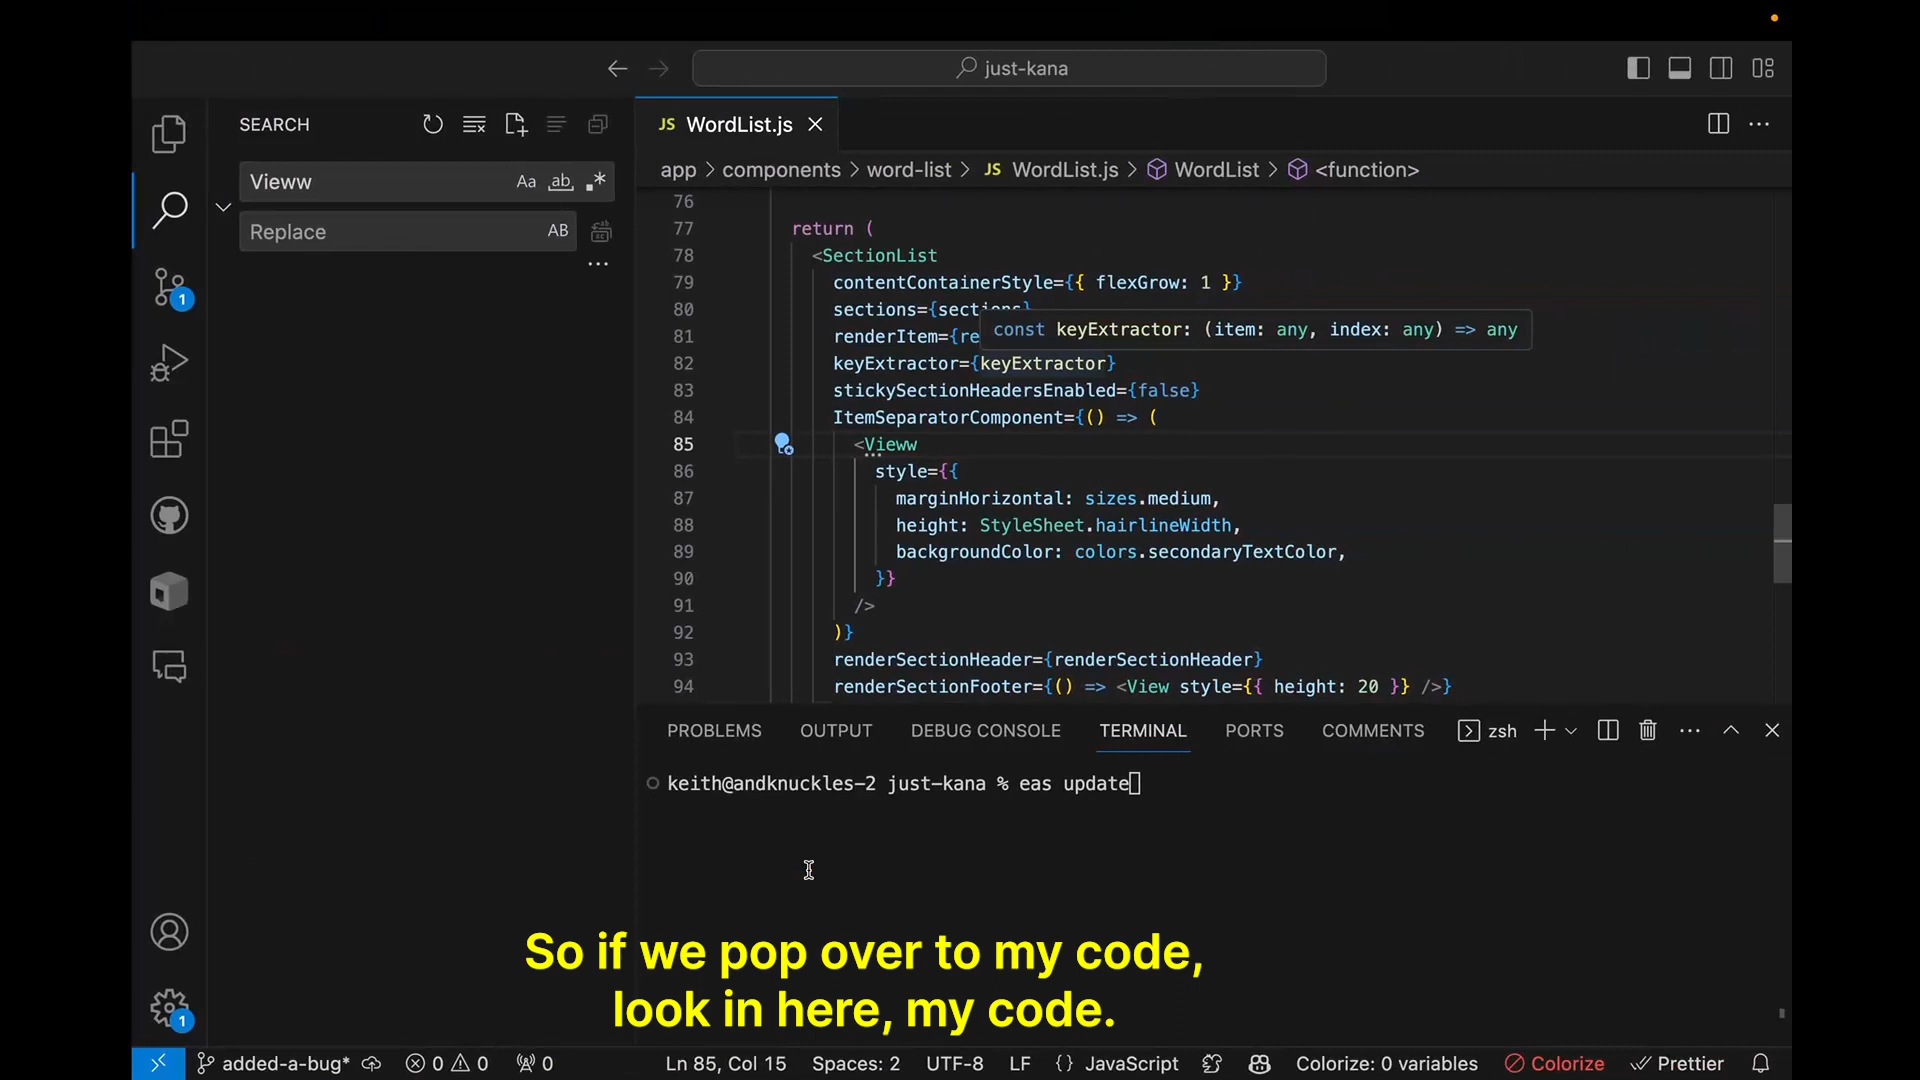 just-kana
SEARCH
Vieww
Aa
ab
.*
Replace
AB
1
1
JS WordList.js
app > components > word-list > JS WordList.js > WordList > <function>
76
77 return (
78 <SectionList
79 contentContainerStyle={{ flexGrow: 1 }}
80 sections={sections}
const keyExtractor: (item: any, index: any) => any
81 renderItem={re
82 keyExtractor={keyExtractor}
83 stickySectionHeadersEnabled={false}
84 ItemSeparatorComponent={() => (
85 <Vieww
86 style={{
87 marginHorizontal: sizes.medium,
88 height: StyleSheet.hairlineWidth,
89 backgroundColor: colors.secondaryTextColor,
90 }}
91 />
92 )}
93 renderSectionHeader={renderSectionHeader}
94 renderSectionFooter={() => <View style={{ height: 20 }} />}
PROBLEMS OUTPUT DEBUG CONSOLE TERMINAL PORTS COMMENTS zsh
keith@andknuckles-2 just-kana % eas update
So if we pop over to my code,
look in here, my code.
added-a-bug* 0 0 0 Ln 85, Col 15 Spaces: 2 UTF-8 LF {} JavaScript Colorize: 0 variables Colorize Prettier